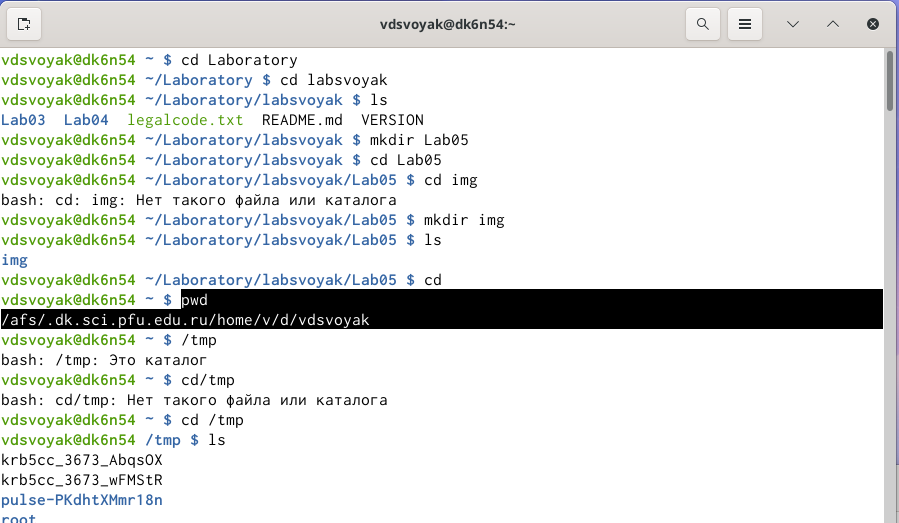 vdsvoyak@dk6n54:~
vdsvoyak@dk6n54 ~ $ cd Laboratory
vdsvoyak@dk6n54 ~/Laboratory $ cd labsvoyak
vdsvoyak@dk6n54 ~/Laboratory/labsvoyak $ ls
Lab03  Lab04  legalcode.txt  README.md  VERSION
vdsvoyak@dk6n54 ~/Laboratory/labsvoyak $ mkdir Lab05
vdsvoyak@dk6n54 ~/Laboratory/labsvoyak $ cd Lab05
vdsvoyak@dk6n54 ~/Laboratory/labsvoyak/Lab05 $ cd img
bash: cd: img: Нет такого файла или каталога
vdsvoyak@dk6n54 ~/Laboratory/labsvoyak/Lab05 $ mkdir img
vdsvoyak@dk6n54 ~/Laboratory/labsvoyak/Lab05 $ ls
img
vdsvoyak@dk6n54 ~/Laboratory/labsvoyak/Lab05 $ cd
vdsvoyak@dk6n54 ~ $ pwd
/afs/.dk.sci.pfu.edu.ru/home/v/d/vdsvoyak
vdsvoyak@dk6n54 ~ $ /tmp
bash: /tmp: Это каталог
vdsvoyak@dk6n54 ~ $ cd/tmp
bash: cd/tmp: Нет такого файла или каталога
vdsvoyak@dk6n54 ~ $ cd /tmp
vdsvoyak@dk6n54 /tmp $ ls
krb5cc_3673_AbqsOX
krb5cc_3673_wFMStR
pulse-PKdhtXMmr18n
root